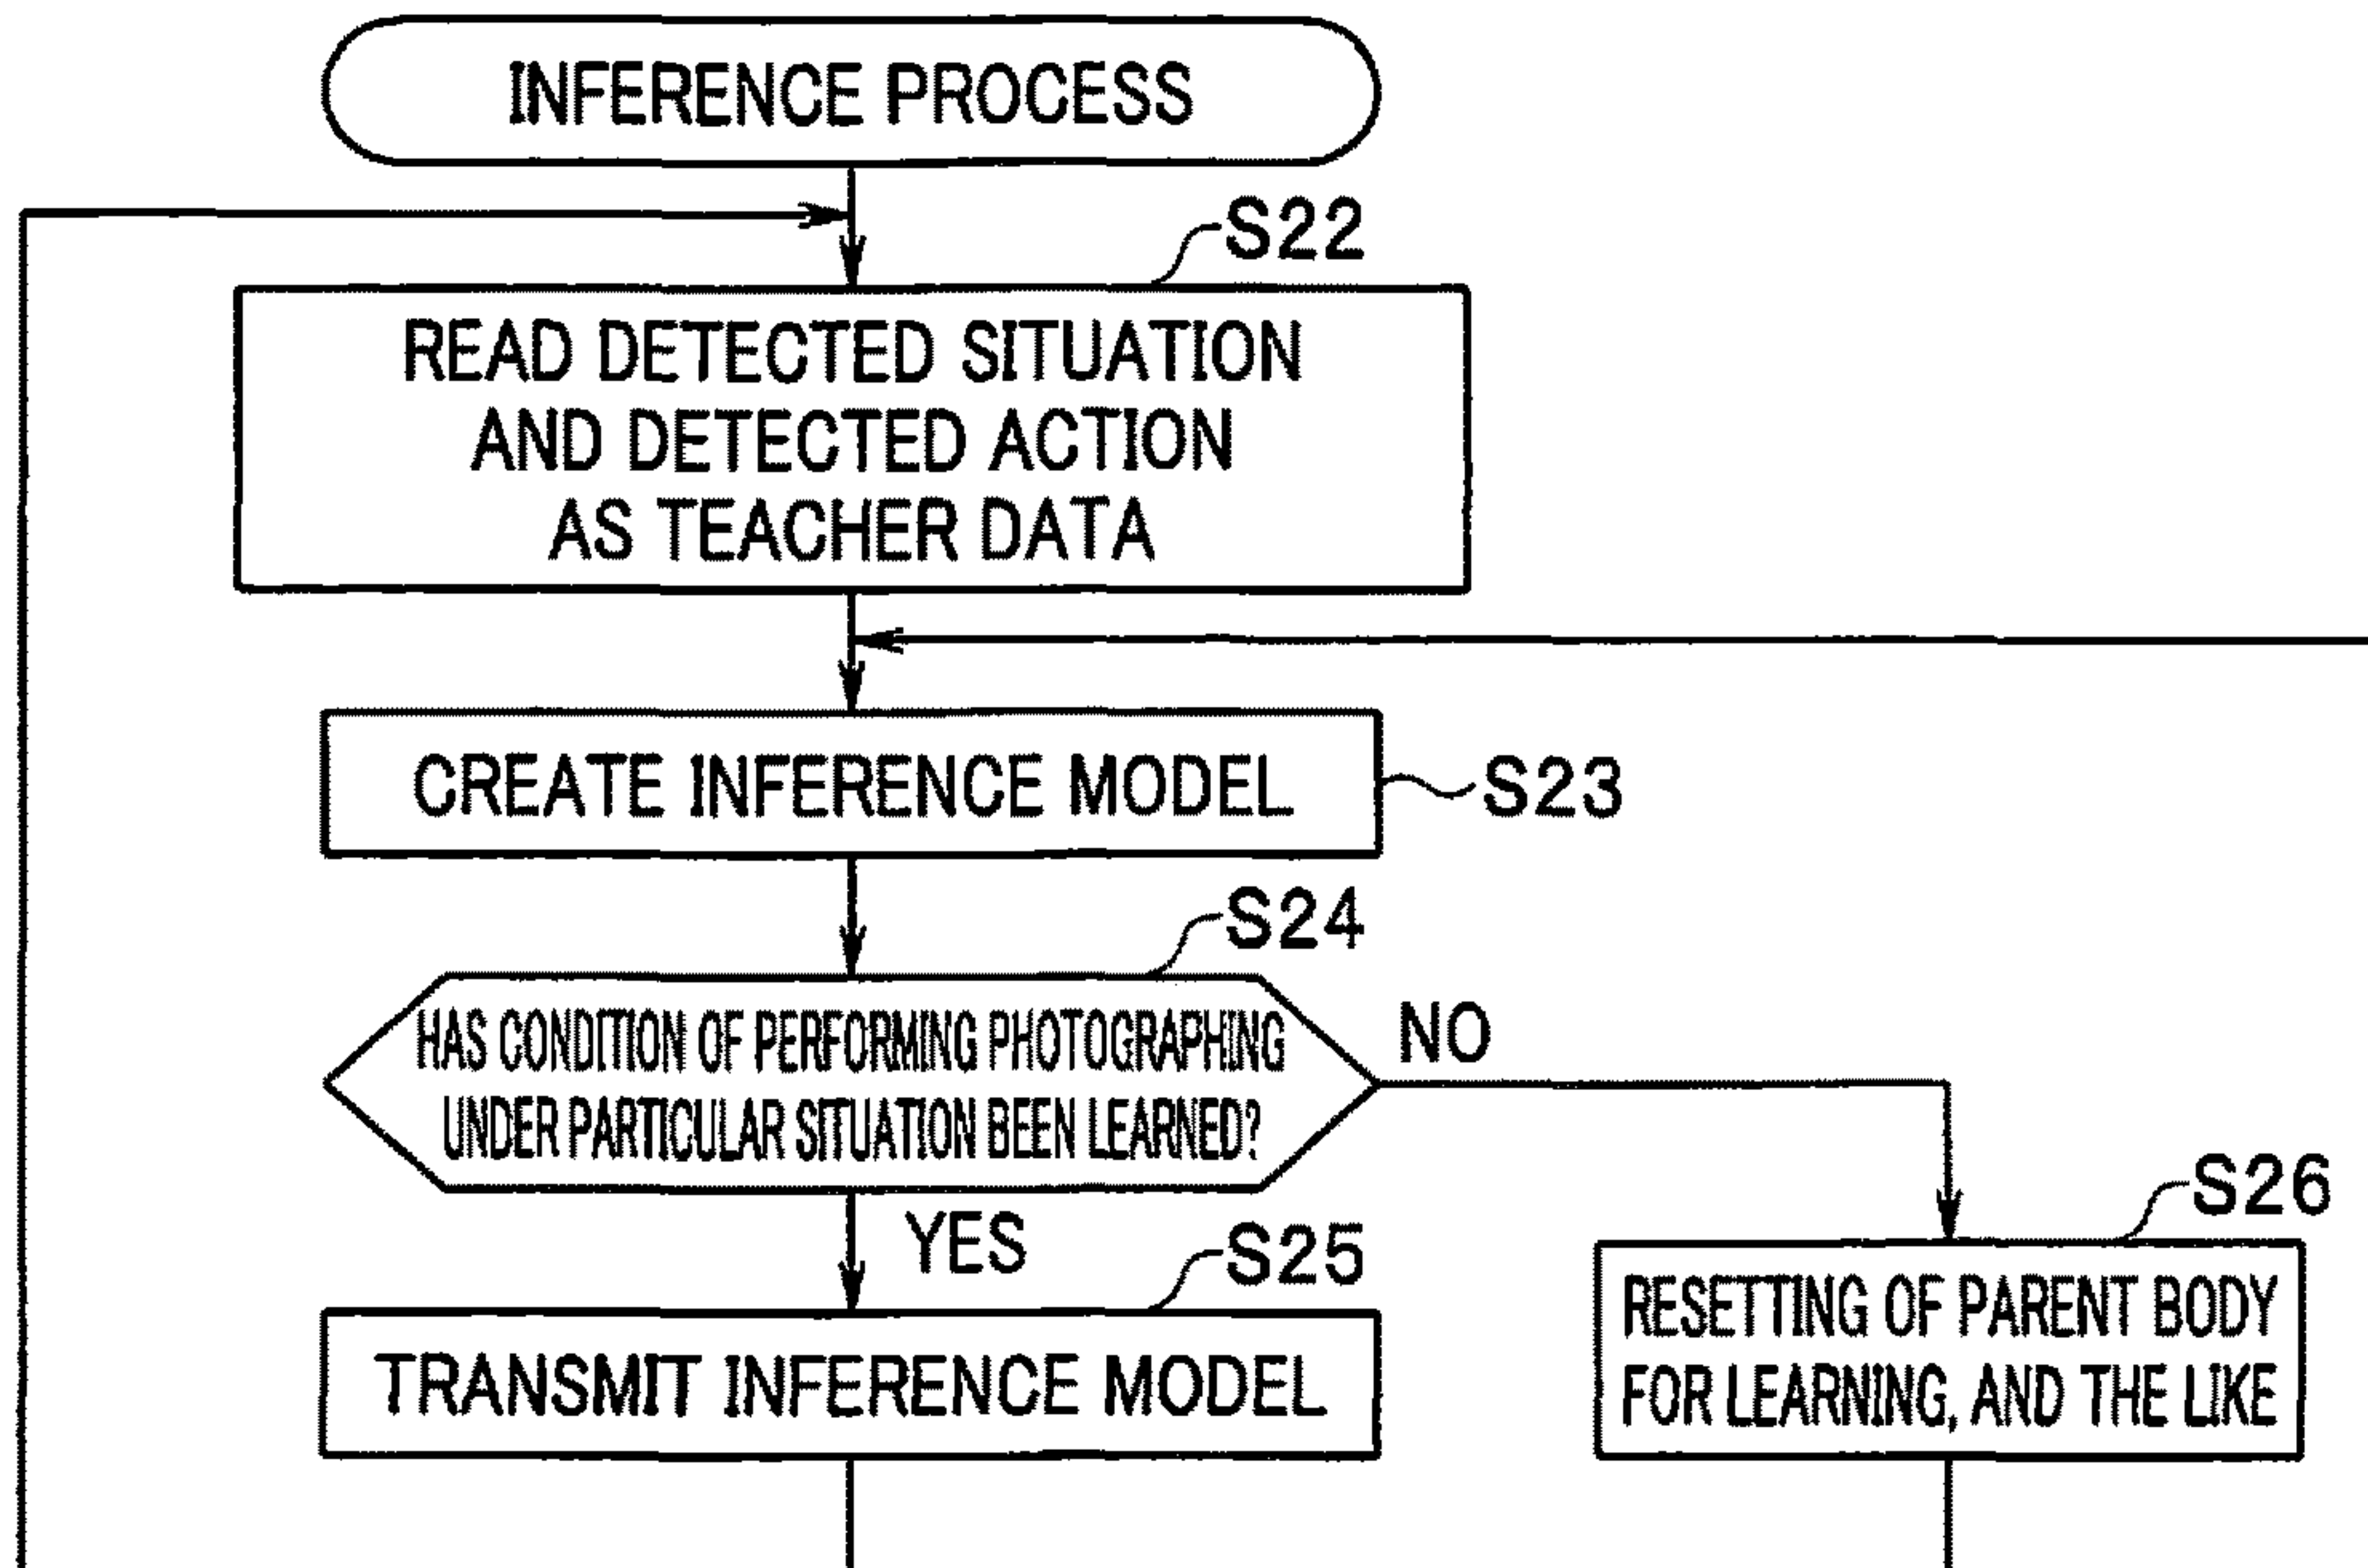 INFERENCE PROCESS
S22
READ DETECTED SITUATION
AND DETECTED ACTION
AS TEACHER DATA
CREATE INFERENCE MODEL
S23
S24
HAS CONDITION OF PERFORMING PHOTOGRAPHING
UNDER PARTICULAR SITUATION BEEN LEARNED?
NO
YES
S25
S26
TRANSMIT INFERENCE MODEL
RESETTING OF PARENT BODY
FOR LEARNING, AND THE LIKE